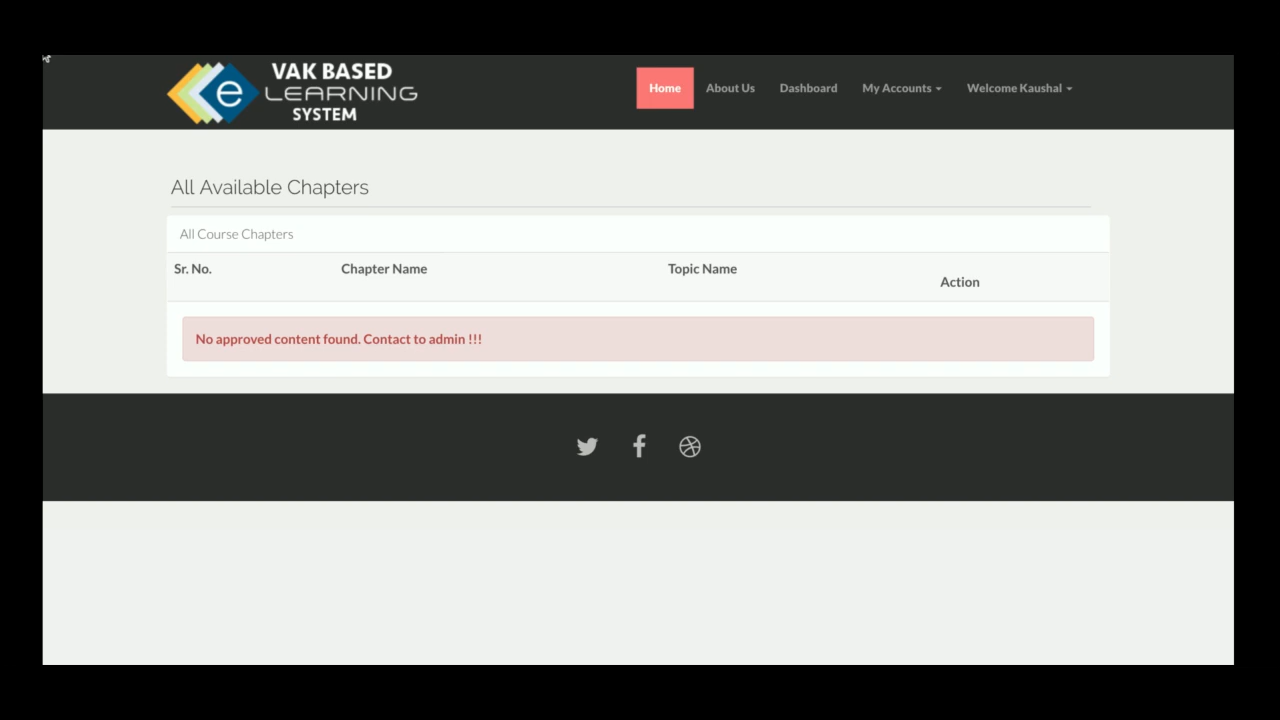 VAK BASED
e LEARNING
SYSTEM
Home About Us Dashboard My Accounts Welcome Kaushal
All Available Chapters
All Course Chapters
Sr. No. Chapter Name Topic Name Action
No approved content found. Contact to admin !!!